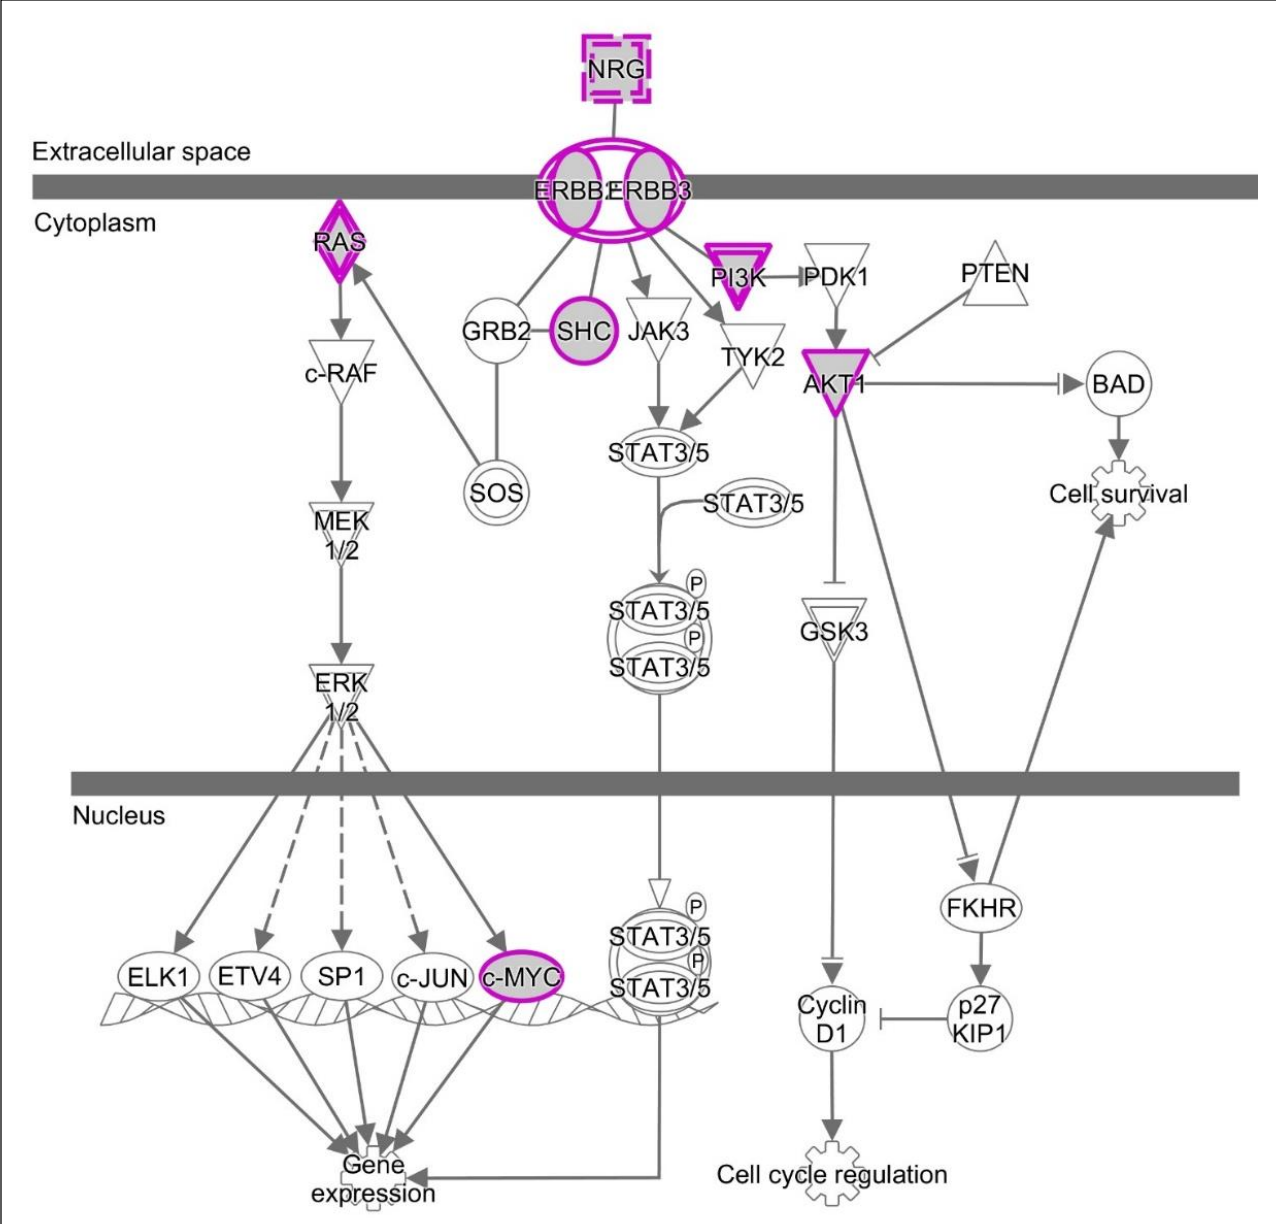 NRG
Extracellular space
ERBB2 ERBB3
Cytoplasm
RAS
PI3K
PDK1
PTEN
GRB2
SHC
JAK3
TYK2
c-RAF
AKT1
BAD
STAT3/5
SOS
STAT3/5
Cell survival
MEK
1/2
P
STAT3/5
P
STAT3/5
GSK3
ERK
1/2
Nucleus
P
STAT3/5
P
STAT3/5
FKHR
ELK1
ETV4
SP1
c-JUN
c-MYC
Cyclin
D1
p27
KIP1
Gene
expression
Cell cycle regulation